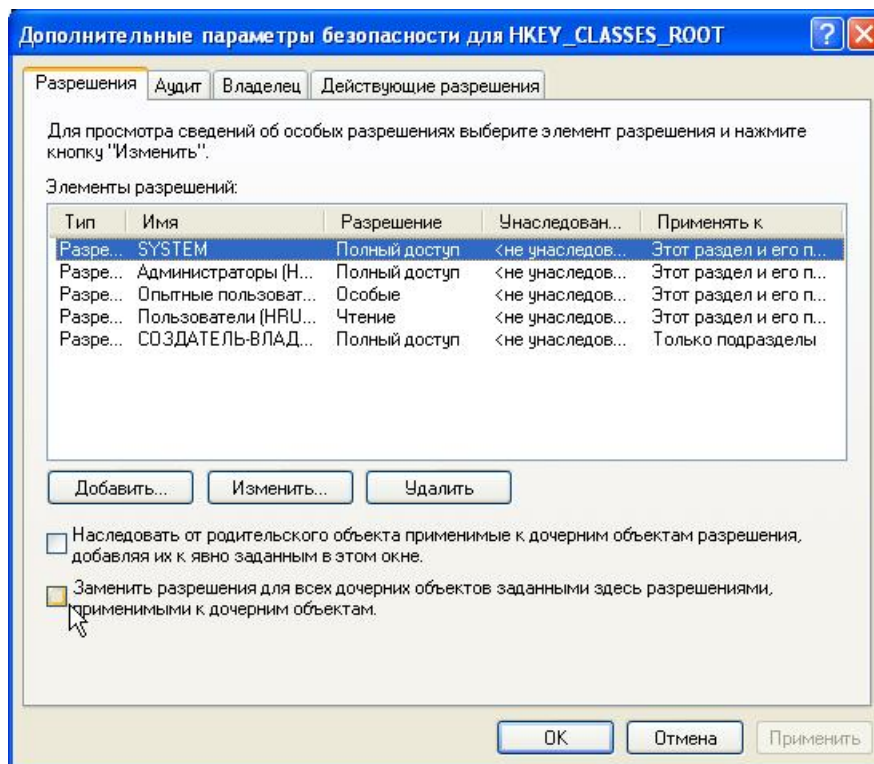 Дополнительные параметры безопасности для HKEY_CLASSES_ROOT
Разрешения Аудит Владелец Действующие разрешения
Для просмотра сведений об особых разрешениях выберите элемент разрешения и нажмите
кнопку "Изменить".
Элементы разрешений:
Тип Имя Разрешение Унаследован... Применять к
Разре... SYSTEM Полный доступ <не унаследов... Этот раздел и его п...
Разре... Администраторы (H... Полный доступ <не унаследов... Этот раздел и его п...
Разре... Опытные пользоват... Особые <не унаследов... Этот раздел и его п...
Разре... Пользователи (HRU... Чтение <не унаследов... Этот раздел и его п...
Разре... СОЗДАТЕЛЬ-ВЛАД... Полный доступ <не унаследов... Только подразделы
Добавить... Изменить... Удалить
Наследовать от родительского объекта применимые к дочерним объектам разрешения,
добавляя их к явно заданным в этом окне.
Заменить разрешения для всех дочерних объектов заданными здесь разрешениями,
применимыми к дочерним объектам.
OK Отмена Применить